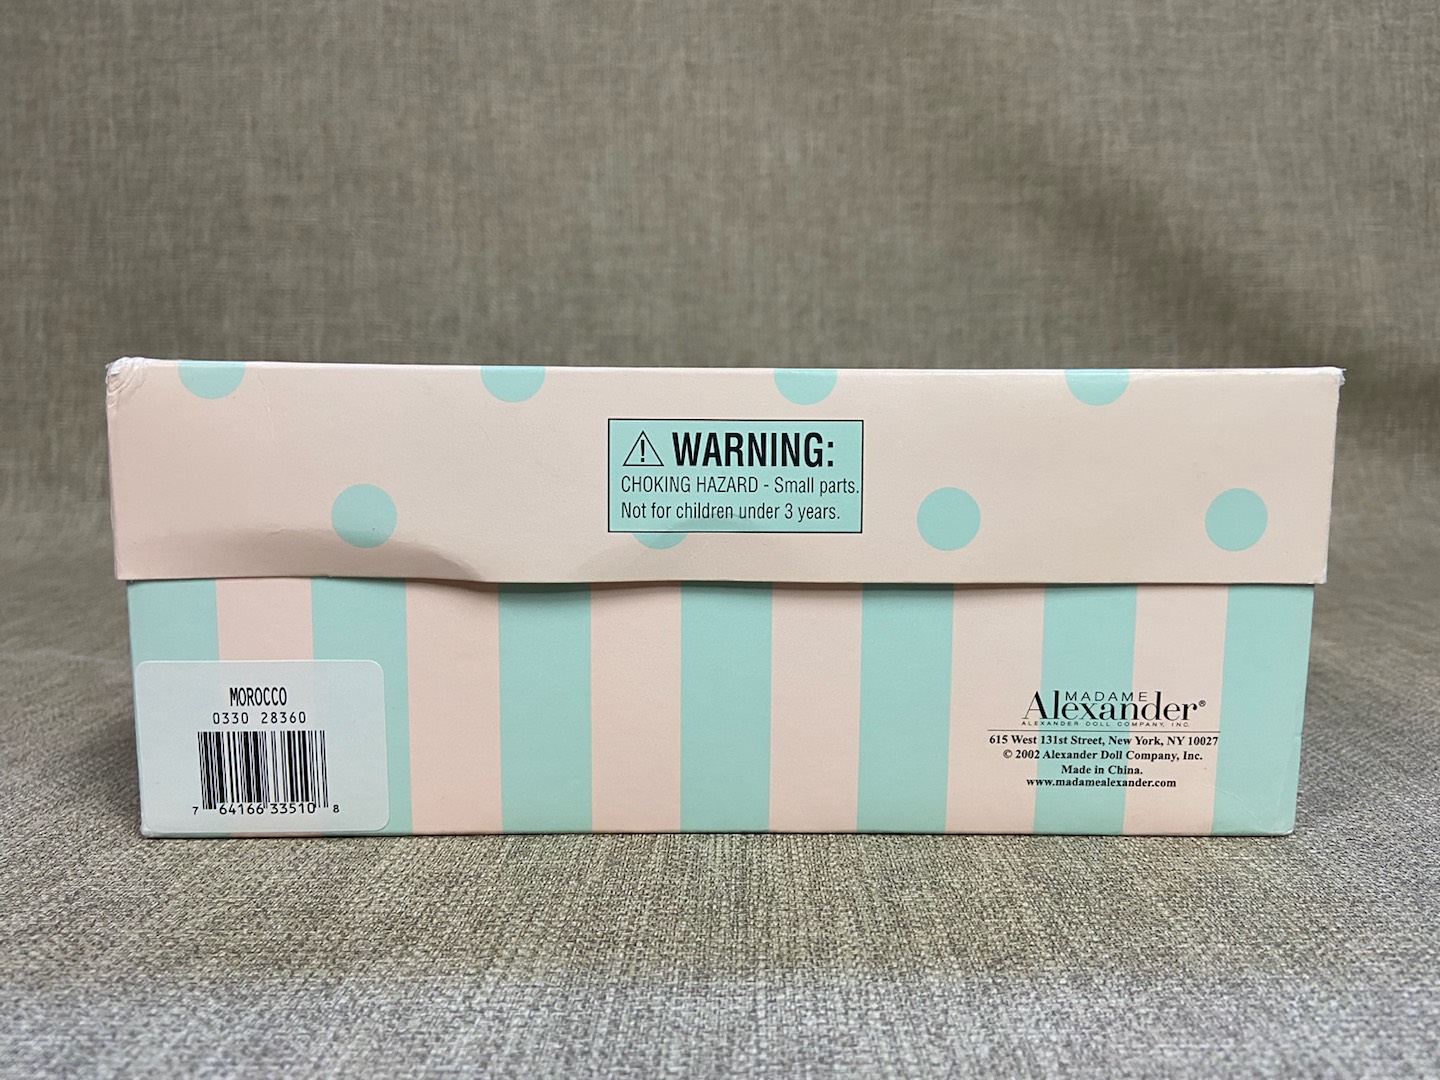 WARNING:
CHOKING HAZARD - Small parts.
Not for children under 3 years.
MOROCCO
0330 28360
7 64166 33510 8
MADAME
Alexander®
ALEXANDER DOLL COMPANY, INC.
615 West 131st Street, New York, NY 10027
© 2002 Alexander Doll Company, Inc.
Made in China.
www.madamealexander.com